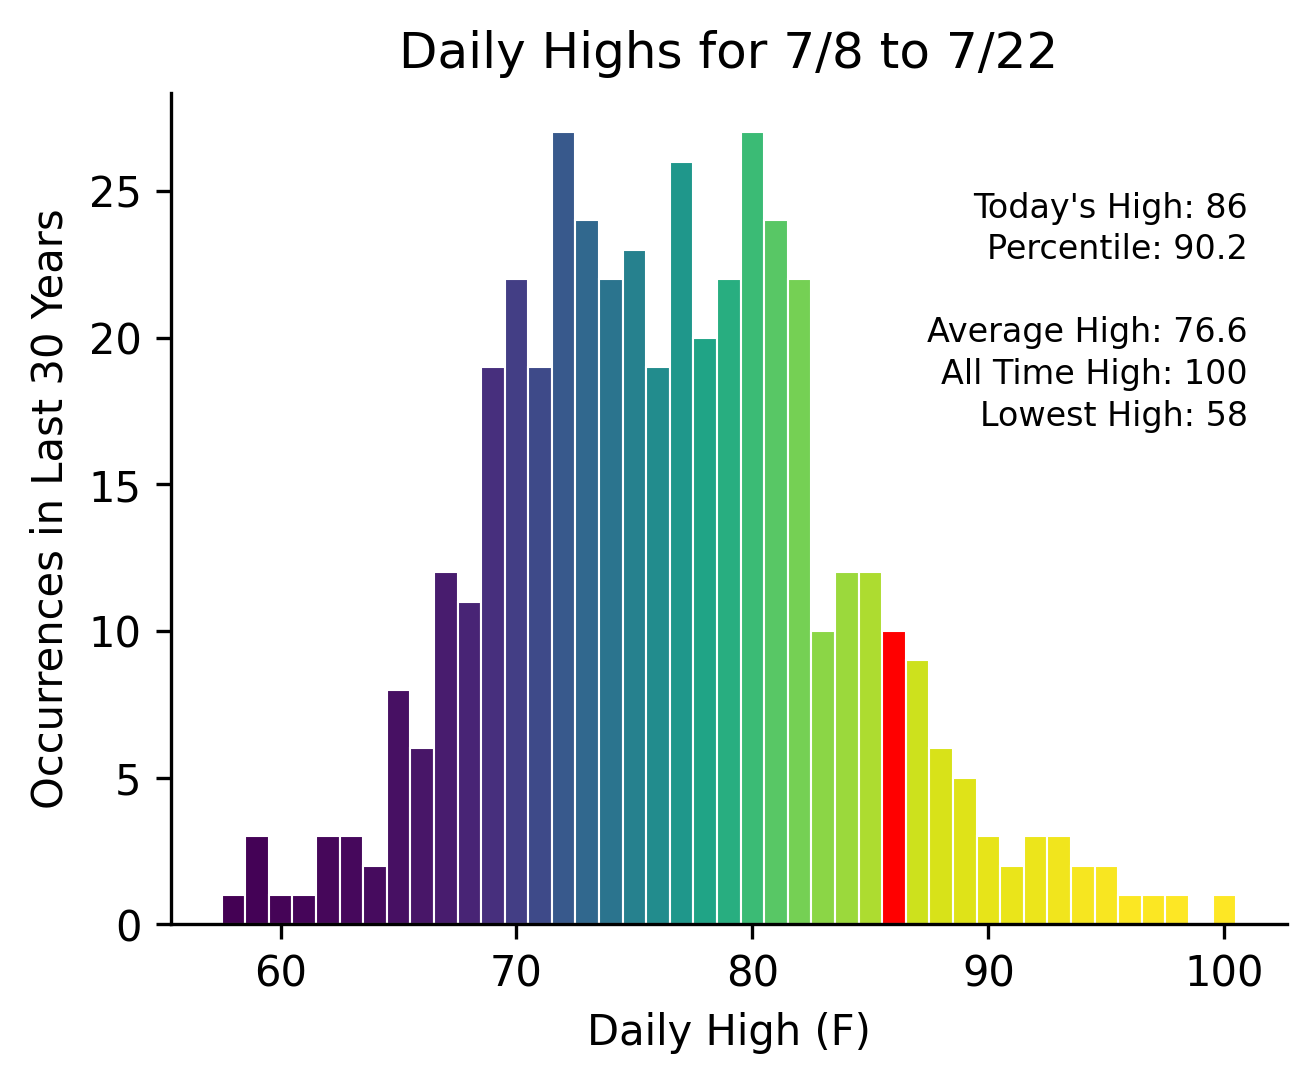 Daily Highs for 7/8 to 7/22
Occurrences in Last 30 Years
25
20
15
10
5
0
Today's High: 86
Percentile: 90.2
Average High: 76.6
All Time High: 100
Lowest High: 58
60 70 80 90 100
Daily High (F)